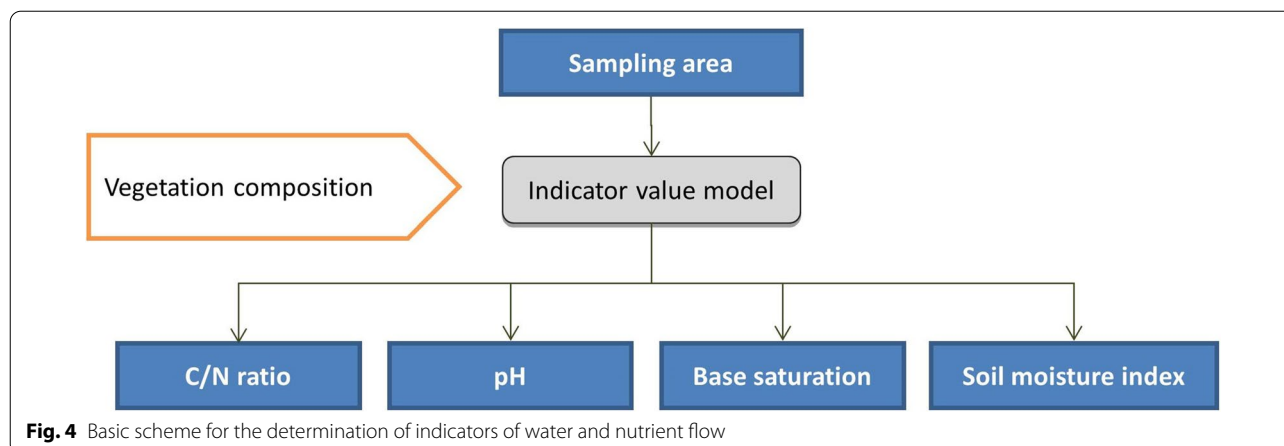 Sampling area
Vegetation composition
Indicator value model
C/N ratio
pH
Base saturation
Soil moisture index
Fig. 4 Basic scheme for the determination of indicators of water and nutrient flow